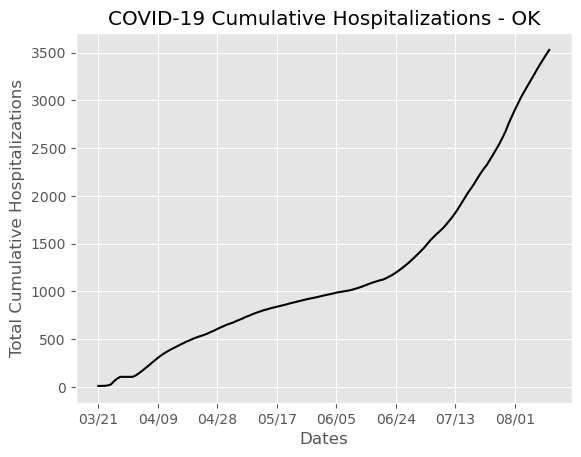 COVID-19 Cumulative Hospitalizations - OK
Total Cumulative Hospitalizations
3500
3000
2500
2000
1500
1000
500
0
03/21 04/09 04/28 05/17 06/05 06/24 07/13 08/01
Dates